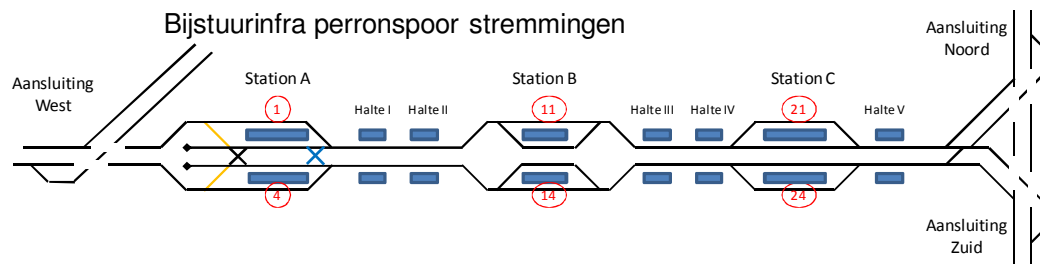 Bijstuurinfra perronspoor stremmingen
Aansluiting
Noord
Aansluiting
West
Station A
Station B
Station C
1
Halte I
Halte II
11
Halte III
Halte IV
21
Halte V
4
14
24
Aansluiting
Zuid